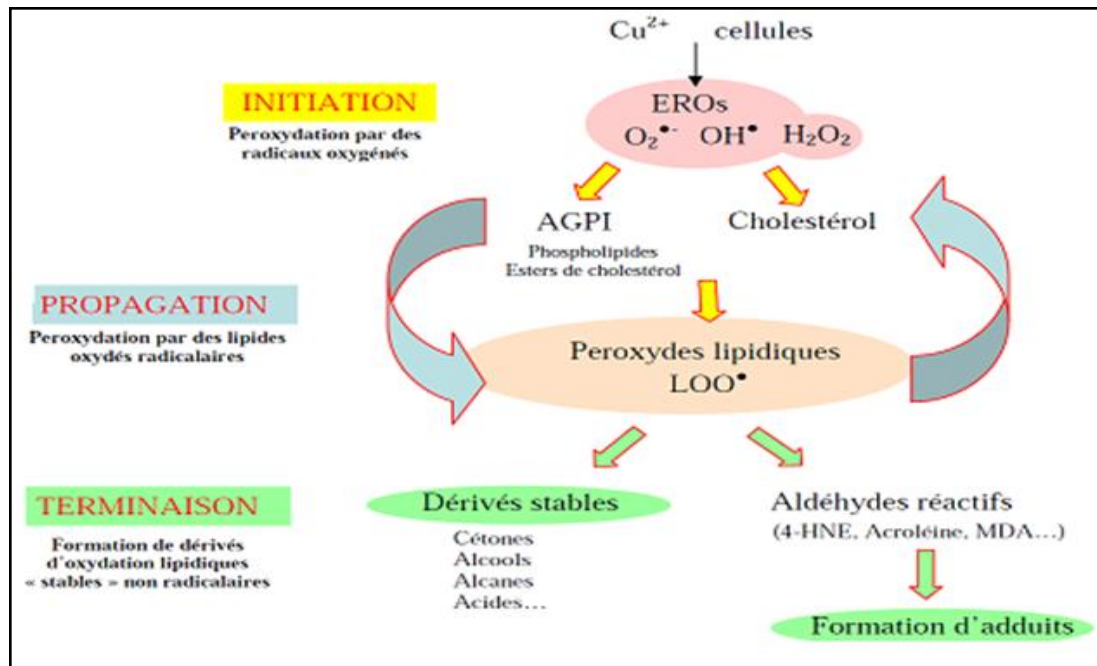 Cu²⁺ cellules
INITIATION
Peroxydation par des
radicaux oxygénés
EROs
O₂•- OH• H₂O₂
AGPI
Phospholipides
Esters de cholestérol
Cholestérol
PROPAGATION
Peroxydation par des lipides
oxydés radicalaires
Peroxydes lipidiques
LOO•
TERMINAISON
Formation de dérivés
d'oxydation lipidiques
« stables » non radicalaires
Dérivés stables
Cétones
Alcools
Alcanes
Acides…
Aldéhydes réactifs
(4-HNE, Acroléine, MDA…)
Formation d'adduits